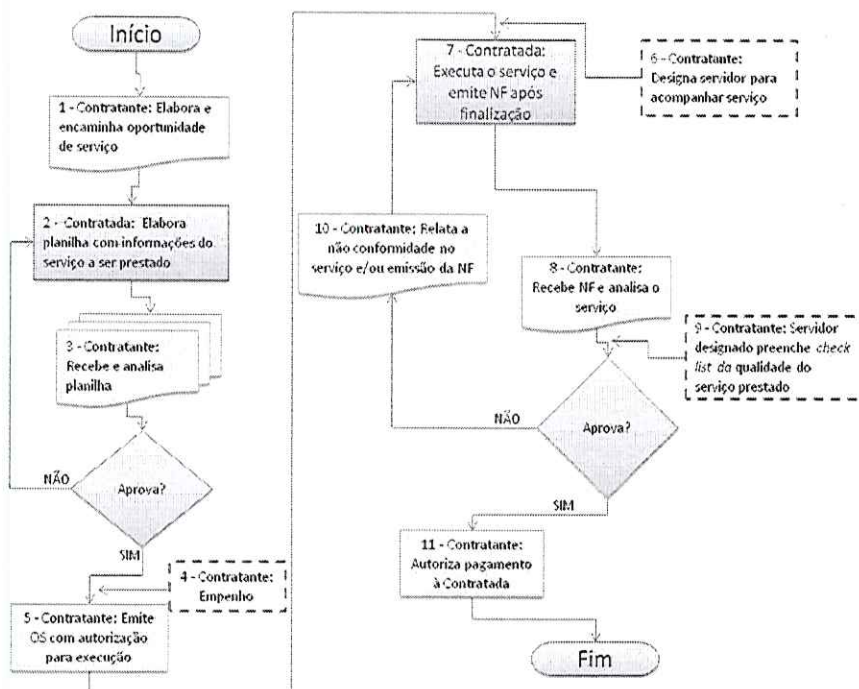 Início
1 - Contratante: Elabora e
encaminha oportunidade
de serviço
2 - Contratada: Elabora
planilha com informações do
serviço a ser prestado
3 - Contratante:
Recebe e analisa
planilha
NÃO
Aprova?
SIM
4 - Contratante:
Empenho
5 - Contratante: Emite
OS com autorização
para execução
7 - Contratada:
Executa o serviço e
emite NF após
finalização
6 - Contratante:
Designa servidor para
acompanhar serviço
10 - Contratante: Relata a
não conformidade no
serviço e/ou emissão da NF
8 - Contratante:
Recebe NF e analisa o
serviço
9 - Contratante: Servidor
designado preenche check
list da qualidade do
serviço prestado
NÃO
Aprova?
SIM
11 - Contratante:
Autoriza pagamento
à Contratada
Fim